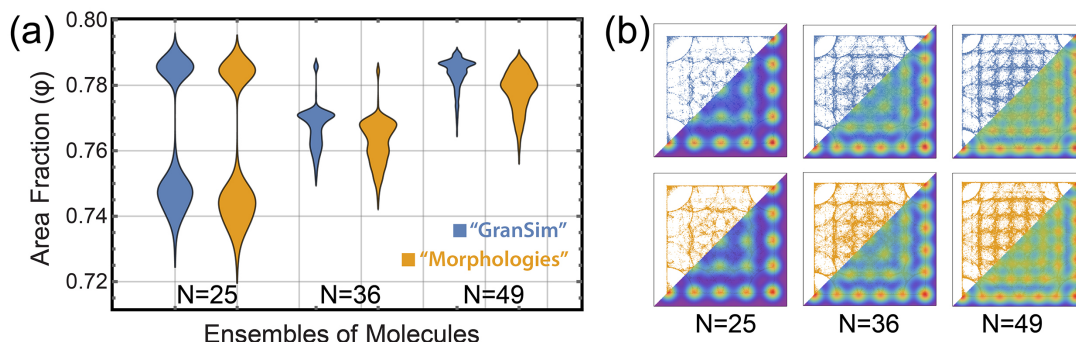 (a)
Area Fraction (φ)
0.80
0.78
0.76
0.74
0.72
"GranSim"
"Morphologies"
N=25
N=36
N=49
Ensembles of Molecules
(b)
N=25
N=36
N=49